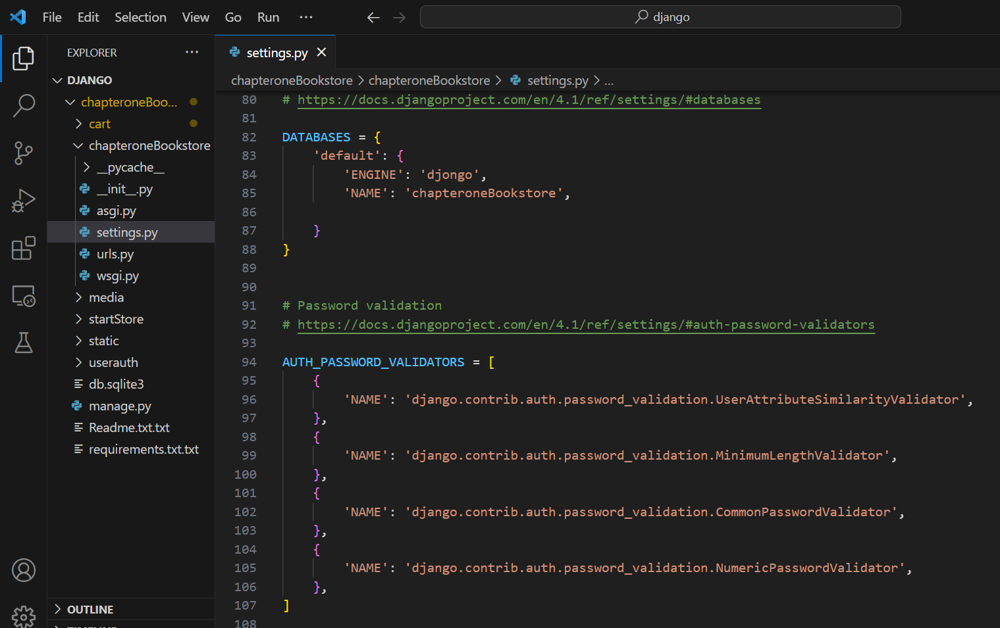 File Edit Selection View Go Run ···
django
EXPLORER ···
settings.py
DJANGO
chapteroneBookstore > chapteroneBookstore > settings.py > ...
chapteroneBoo...
cart
chapteroneBookstore
__pycache__
__init__.py
asgi.py
settings.py
urls.py
wsgi.py
media
startStore
static
userauth
db.sqlite3
manage.py
Readme.txt.txt
requirements.txt.txt
OUTLINE
80 # https://docs.djangoproject.com/en/4.1/ref/settings/#databases
81
82 DATABASES = {
83 'default': {
84 'ENGINE': 'djongo',
85 'NAME': 'chapteroneBookstore',
86
87 }
88 }
89
90
91 # Password validation
92 # https://docs.djangoproject.com/en/4.1/ref/settings/#auth-password-validators
93
94 AUTH_PASSWORD_VALIDATORS = [
95 {
96 'NAME': 'django.contrib.auth.password_validation.UserAttributeSimilarityValidator',
97 },
98 {
99 'NAME': 'django.contrib.auth.password_validation.MinimumLengthValidator',
100 },
101 {
102 'NAME': 'django.contrib.auth.password_validation.CommonPasswordValidator',
103 },
104 {
105 'NAME': 'django.contrib.auth.password_validation.NumericPasswordValidator',
106 },
107 ]
108